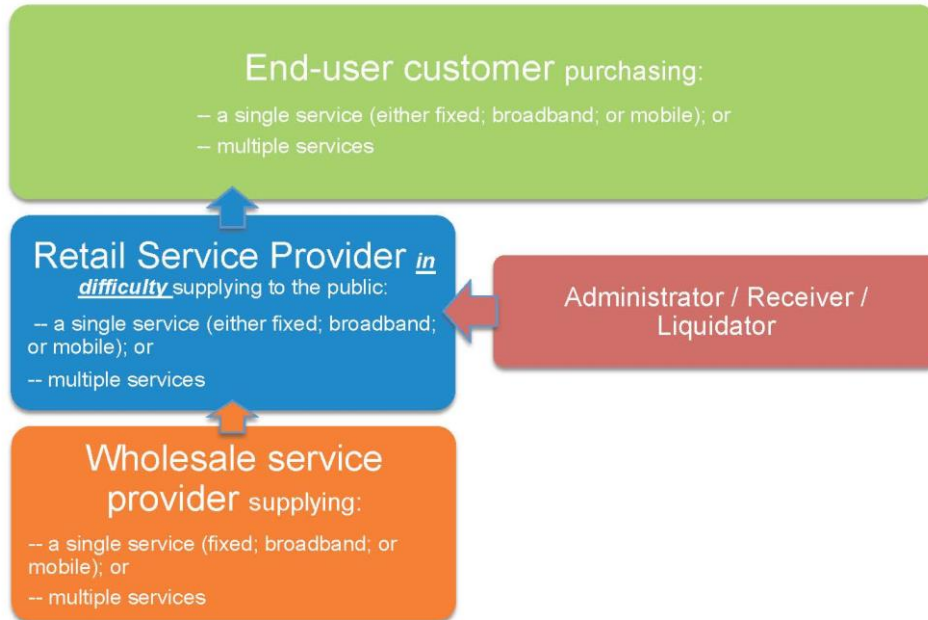 End-user customer purchasing:
-- a single service (either fixed; broadband; or mobile); or
-- multiple services
Retail Service Provider in
difficulty supplying to the public:
-- a single service (either fixed; broadband;
or mobile); or
-- multiple services
Administrator / Receiver /
Liquidator
Wholesale service
provider supplying:
-- a single service (fixed; broadband; or
mobile); or
-- multiple services